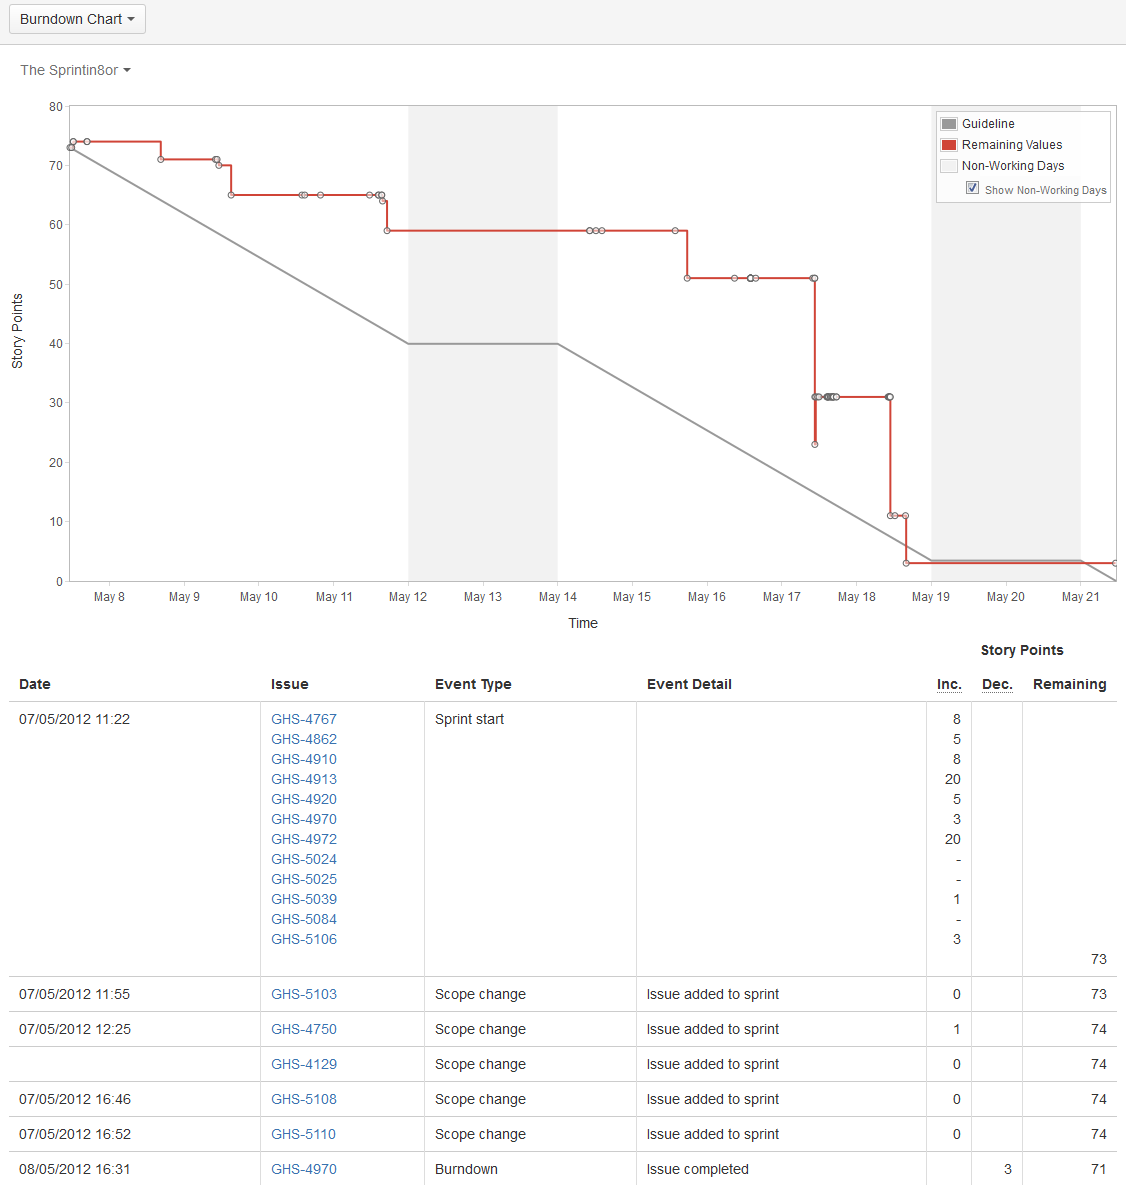 Burndown Chart
The Sprintin8or
80
70
60
50
40
30
20
10
0
Story Points
Guideline
Remaining Values
Non-Working Days
Show Non-Working Days
May 8 May 9 May 10 May 11 May 12 May 13 May 14 May 15 May 16 May 17 May 18 May 19 May 20 May 21
Time
Story Points
Date Issue Event Type Event Detail Inc. Dec. Remaining
07/05/2012 11:22 GHS-4767 Sprint start 8
GHS-4862 5
GHS-4910 8
GHS-4913 20
GHS-4920 5
GHS-4970 3
GHS-4972 20
GHS-5024 -
GHS-5025 -
GHS-5039 1
GHS-5084 -
GHS-5106 3
73
07/05/2012 11:55 GHS-5103 Scope change Issue added to sprint 0 73
07/05/2012 12:25 GHS-4750 Scope change Issue added to sprint 1 74
GHS-4129 Scope change Issue added to sprint 0 74
07/05/2012 16:46 GHS-5108 Scope change Issue added to sprint 0 74
07/05/2012 16:52 GHS-5110 Scope change Issue added to sprint 0 74
08/05/2012 16:31 GHS-4970 Burndown Issue completed 3 71